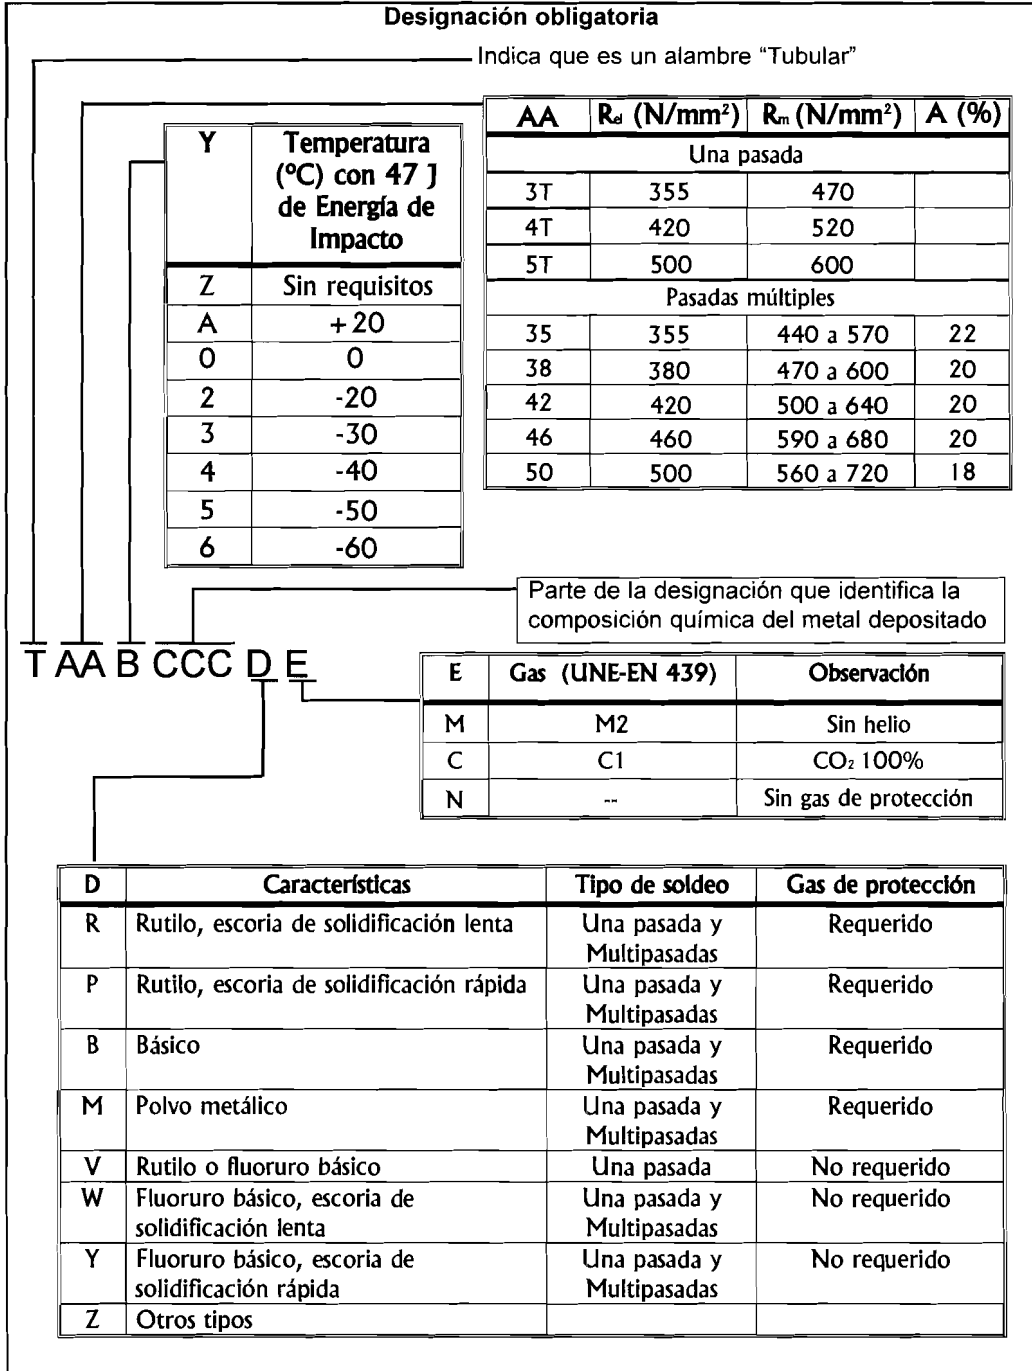 Designación obligatoria
Indica que es un alambre “Tubular”
AA R_el (N/mm²) R_m (N/mm²) A (%)
Una pasada
3T 355 470
4T 420 520
5T 500 600
Pasadas múltiples
35 355 440 a 570 22
38 380 470 a 600 20
42 420 500 a 640 20
46 460 590 a 680 20
50 500 560 a 720 18
Y Temperatura
(ºC) con 47 J
de Energía de
Impacto
Z Sin requisitos
A +20
0 0
2 -20
3 -30
4 -40
5 -50
6 -60
Parte de la designación que identifica la
composición química del metal depositado
T AA B CCC D E
E Gas (UNE-EN 439) Observación
M M2 Sin helio
C C1 CO₂ 100%
N -- Sin gas de protección
D Características Tipo de soldeo Gas de protección
R Rutilo, escoria de solidificación lenta Una pasada y Requerido
Multipasadas
P Rutilo, escoria de solidificación rápida Una pasada y Requerido
Multipasadas
B Básico Una pasada y Requerido
Multipasadas
M Polvo metálico Una pasada y Requerido
Multipasadas
V Rutilo o fluoruro básico Una pasada No requerido
W Fluoruro básico, escoria de Una pasada y No requerido
solidificación lenta Multipasadas
Y Fluoruro básico, escoria de Una pasada y No requerido
solidificación rápida Multipasadas
Z Otros tipos